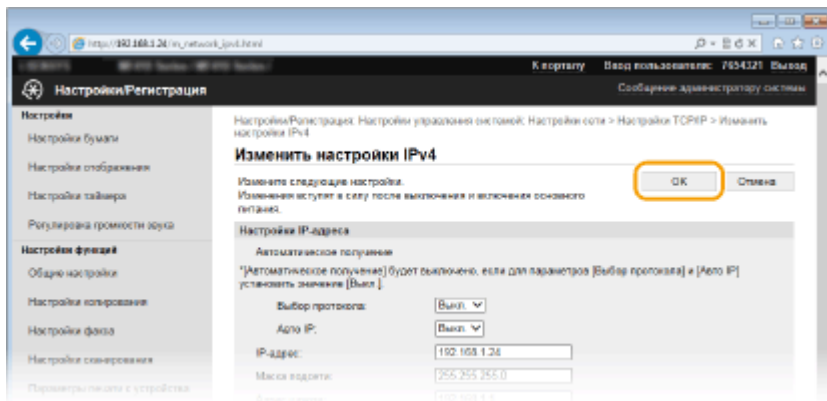 http://192.168.1.24/m_network_ipv4.html
К порталу Ввод пользователя: 7654321 Выход
Настройки/Регистрация
Сообщение администратору системы
Настройки
Настройки бумаги
Настройки отображения
Настройки таймера
Регулировка громкости звука
Настройки функций
Общие настройки
Настройки копирования
Настройки факса
Настройки сканирования
Параметры печати с устройства
Настройки/Регистрация: Настройки управления системой: Настройки сети > Настройки TCP/IP > Изменить
настройки IPv4
Изменить настройки IPv4
Измените следующие настройки.
Изменения вступят в силу после выключения и включения основного
питания.
OK Отмена
Настройки IP-адреса
Автоматическое получение
*[Автоматическое получение] будет выключено, если для параметров [Выбор протокола] и [Авто IP]
установить значение [Выкл.].
Выбор протокола: Выкл.
Авто IP: Выкл.
IP-адрес: 192.168.1.24
Маска подсети: 255.255.255.0